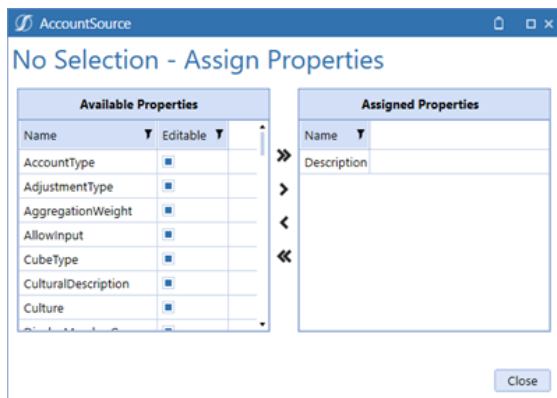 AccountSource
No Selection - Assign Properties
Available Properties
Assigned Properties
Name Editable
Name
AccountType
Description
AdjustmentType
AggregationWeight
AllowInput
CubeType
CulturalDescription
Culture
Close